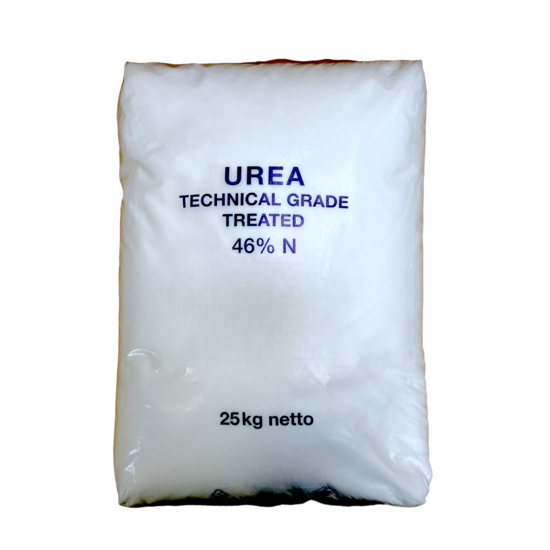 UREA
TECHNICAL GRADE
TREATED
46% N
25kg netto